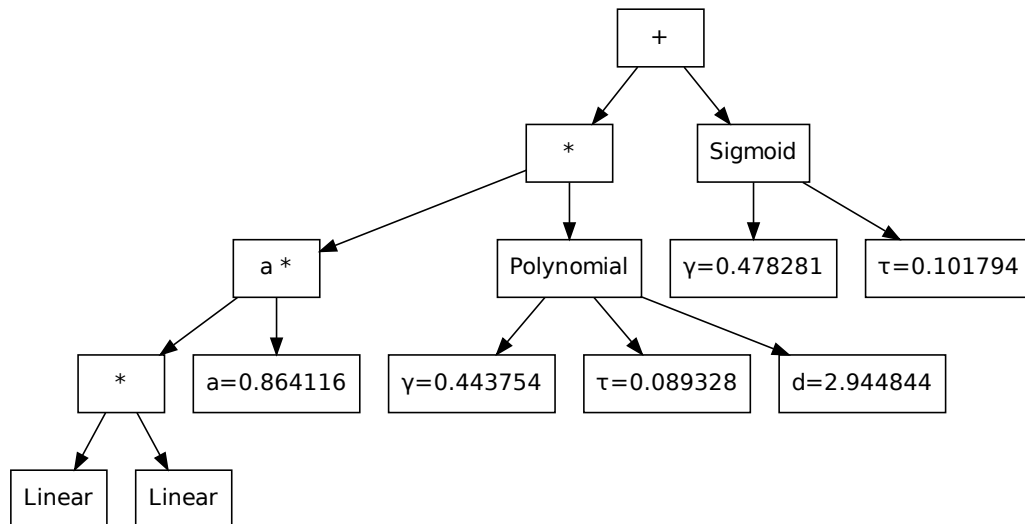 +
*
Sigmoid
a *
Polynomial
γ=0.478281
τ=0.101794
*
a=0.864116
γ=0.443754
τ=0.089328
d=2.944844
Linear
Linear